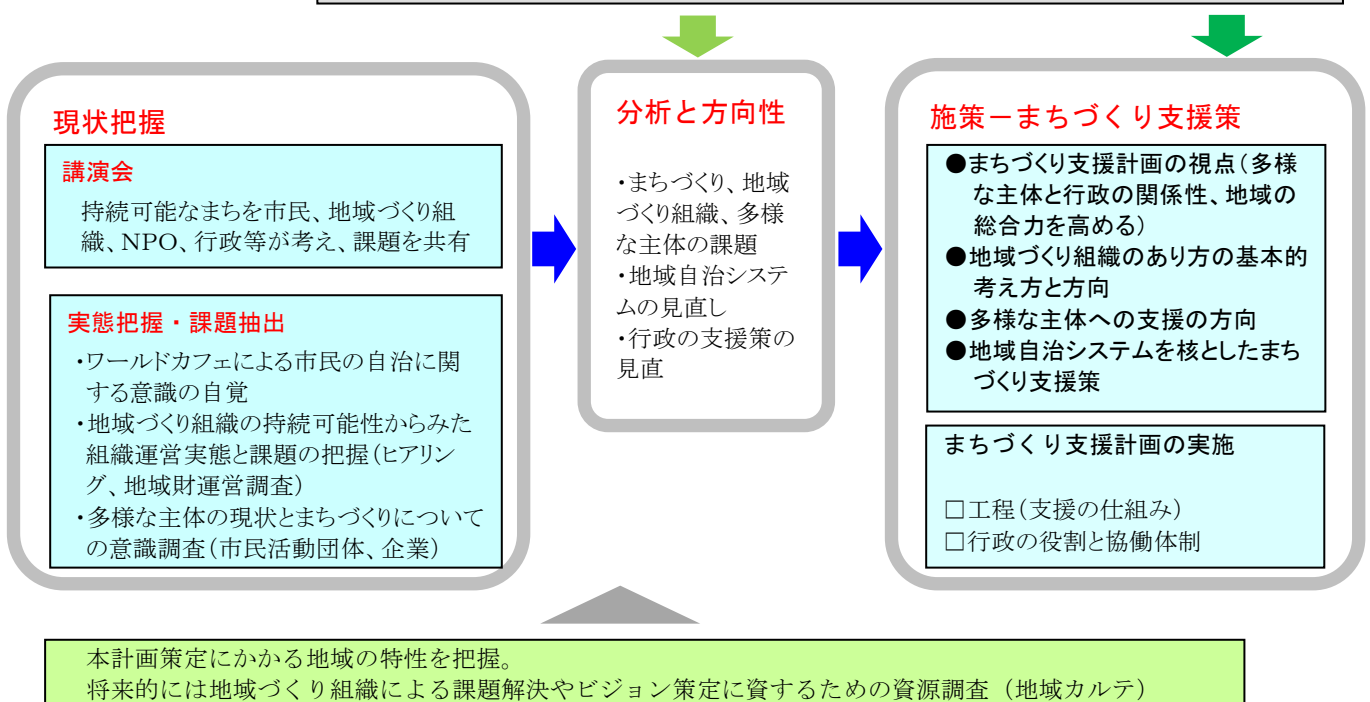 現状把握
講演会
持続可能なまちを市民、地域づくり組
織、NPO、行政等が考え、課題を共有
実態把握・課題抽出
・ワールドカフェによる市民の自治に関
する意識の自覚
・地域づくり組織の持続可能性からみた
組織運営実態と課題の把握(ヒアリン
グ、地域財運営調査)
・多様な主体の現状とまちづくりについて
の意識調査(市民活動団体、企業)
分析と方向性
・まちづくり、地域
づくり組織、多様
な主体の課題
・地域自治システ
ムの見直し
・行政の支援策の
見直
施策-まちづくり支援策
●まちづくり支援計画の視点(多様
な主体と行政の関係性、地域の
総合力を高める)
●地域づくり組織のあり方の基本的
考え方と方向
●多様な主体への支援の方向
●地域自治システムを核としたまち
づくり支援策
まちづくり支援計画の実施
□工程(支援の仕組み)
□行政の役割と協働体制
本計画策定にかかる地域の特性を把握。
将来的には地域づくり組織による課題解決やビジョン策定に資するための資源調査(地域カルテ)